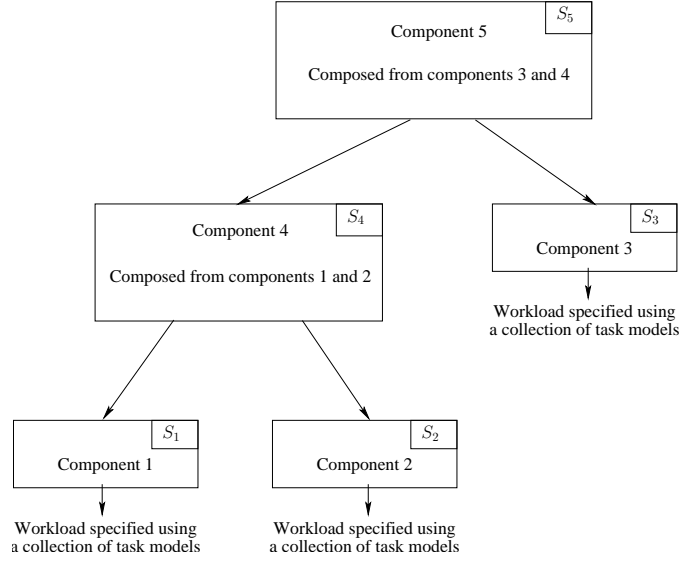 S₅
Component 5
Composed from components 3 and 4
S₄
Component 4
Composed from components 1 and 2
S₃
Component 3
Workload specified using
a collection of task models
S₁
Component 1
Workload specified using
a collection of task models
S₂
Component 2
Workload specified using
a collection of task models